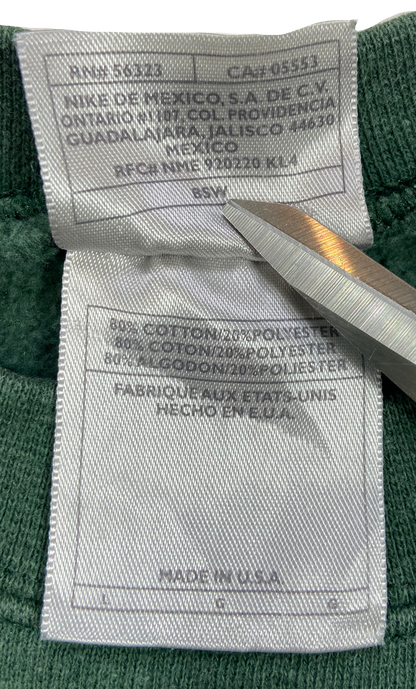 RN# 56323 CA# 05553
NIKE DE MEXICO, S.A. DE C.V.
ONTARIO #1107, COL. PROVIDENCIA
GUADALAJARA, JALISCO 44630
MEXICO
RFC# NME 920220 KL4
BSW
80% COTTON/20%POLYESTER
80% COTON/20%POLYESTER
80% ALGODON/20%POLIESTER
FABRIQUE AUX ETATS-UNIS
HECHO EN E.U.A.
MADE IN U.S.A.
L G G